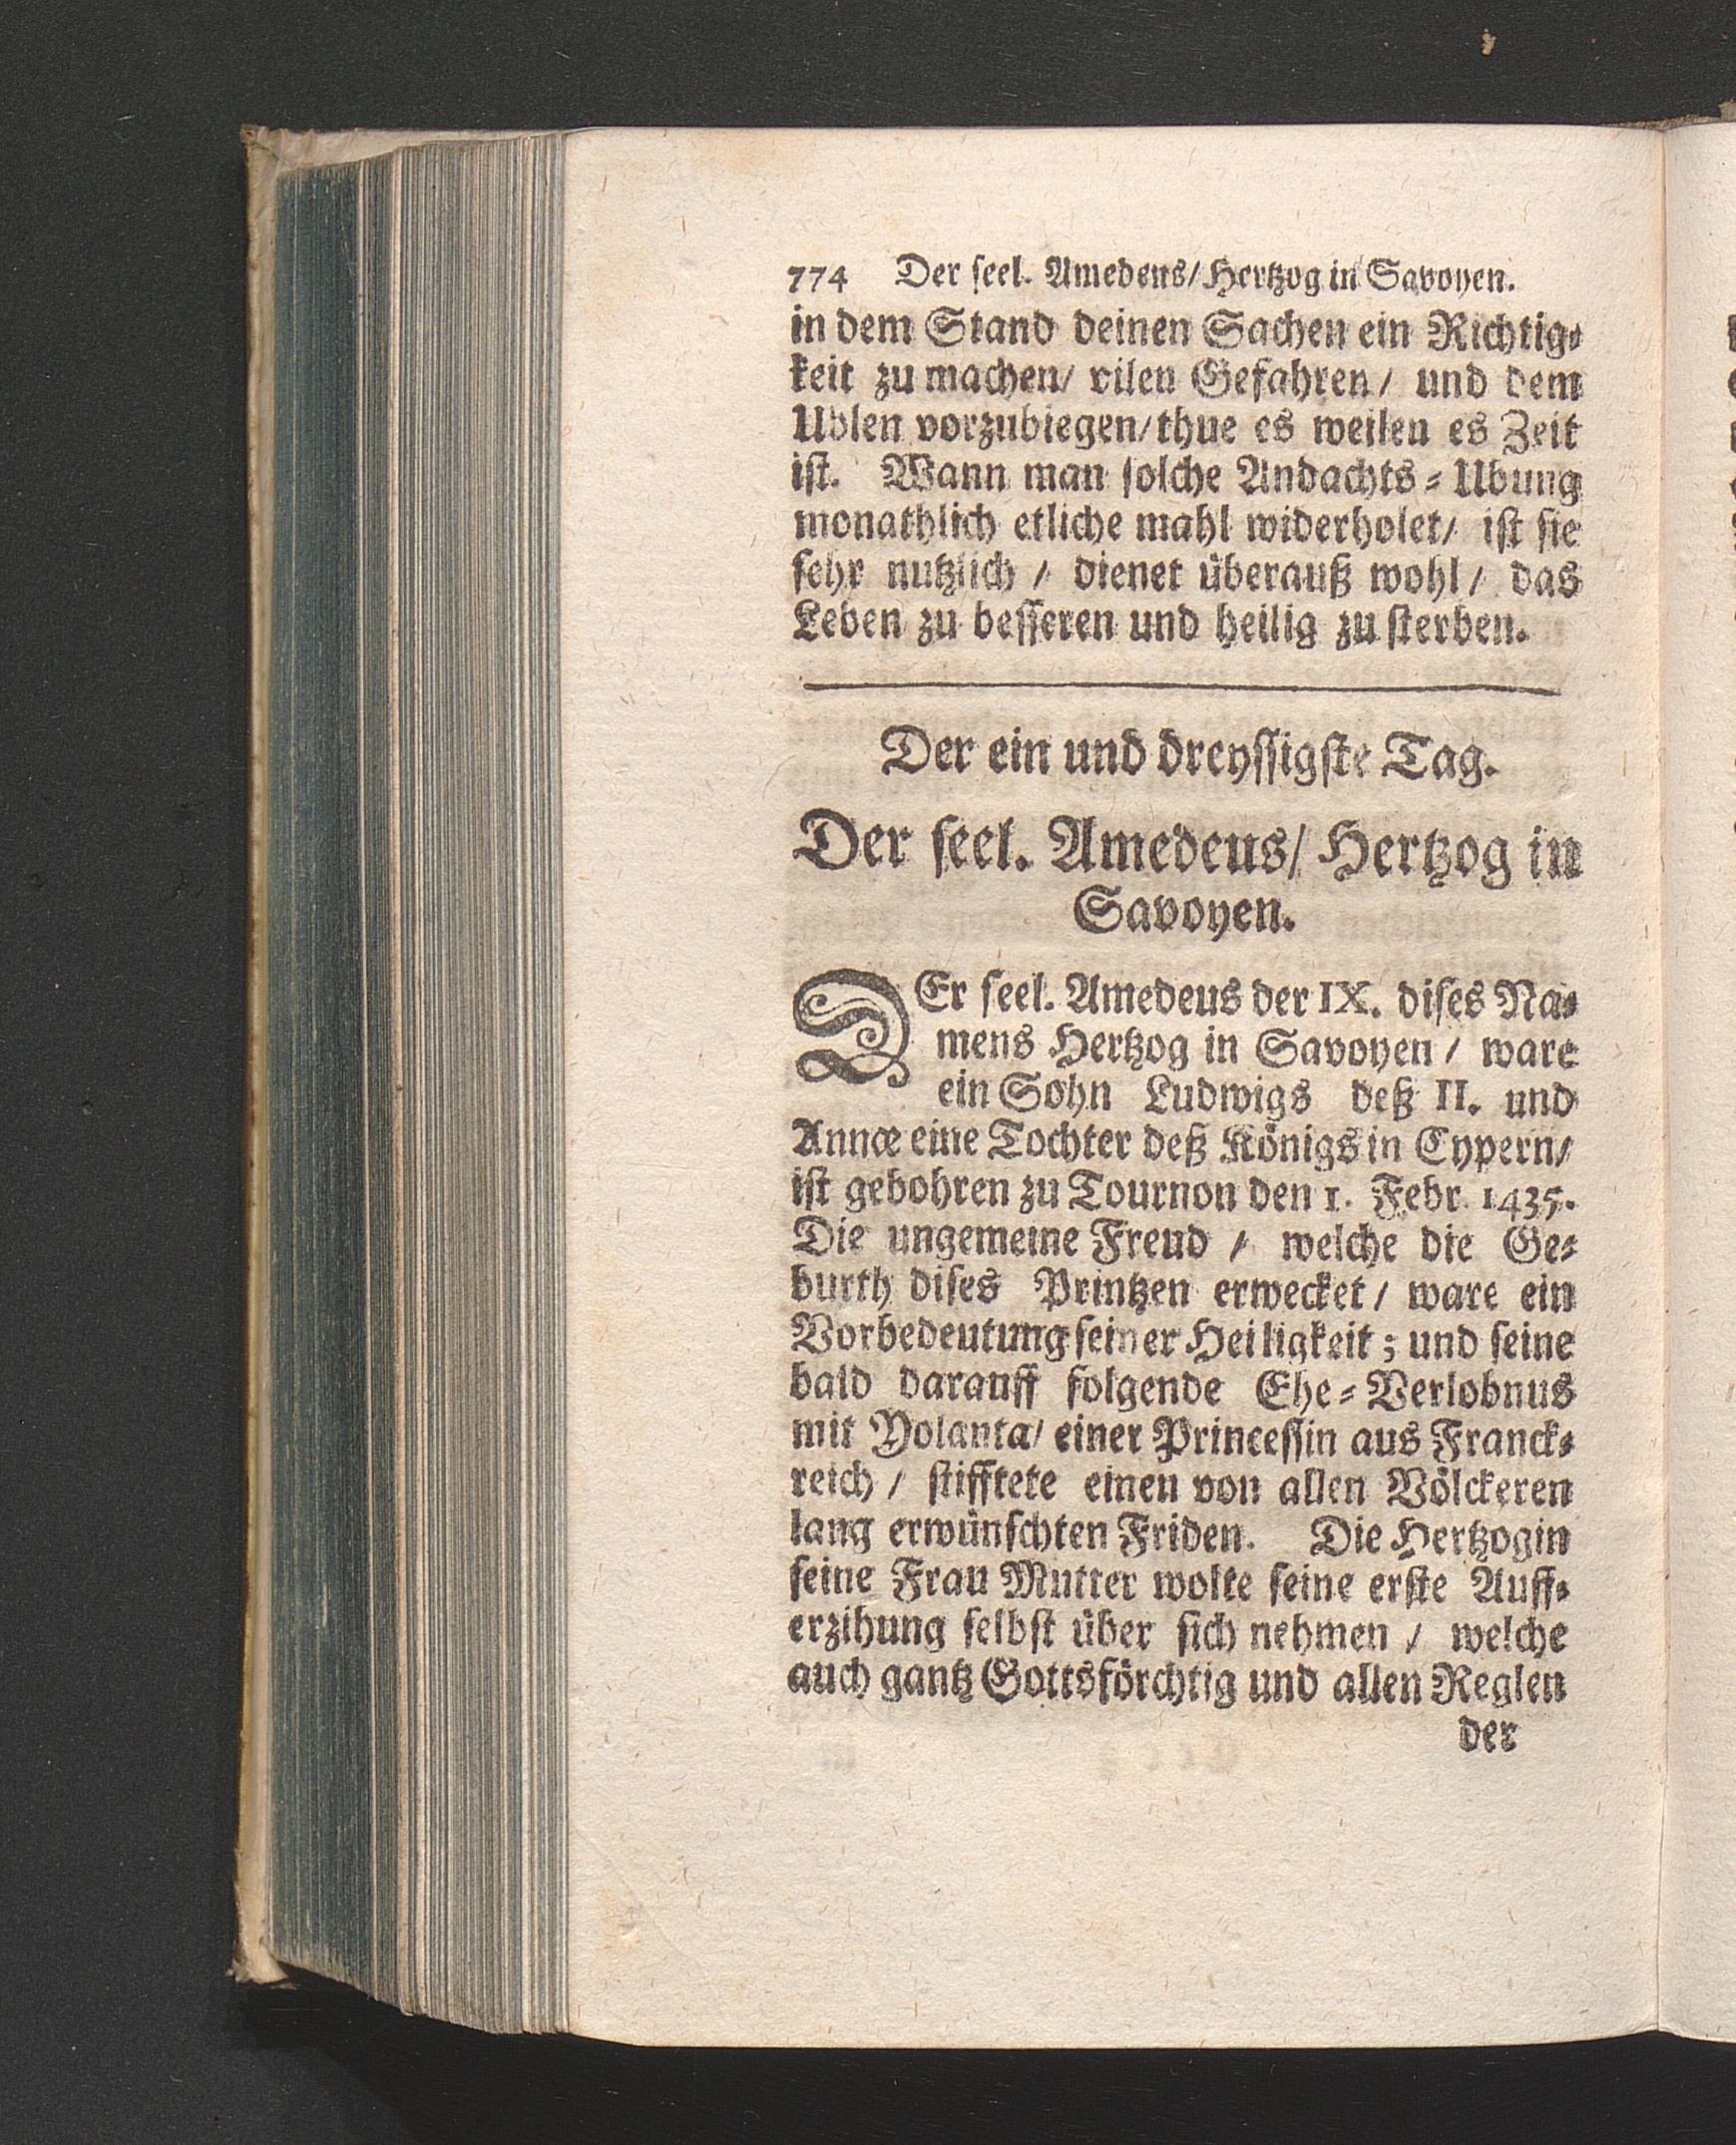 774 Der seel. Amedeus/ Hertzog in Savoyen.
in dem Stand deinen Sachen ein Richtig-
keit zu machen/ vilen Gefahren/ und dem
Ublen vorzubiegen/ thue es weilen es Zeit
ist. Wann man solche Andachts-Ubung
monathlich etliche mahl widerholet/ ist sie
sehr nutzlich / dienet überauß wohl / das
Leben zu besseren und heilig zu sterben.
Der ein und dreyssigste Tag.
Der seel. Amedeus/ Hertzog in
Savoyen.
DEr seel. Amedeus der IX. dises Na-
mens Hertzog in Savoyen / ware
ein Sohn Ludwigs deß II. und
Annæ eine Tochter deß Königs in Cypern/
ist gebohren zu Tournon den 1. Febr. 1435.
Die ungemeine Freud / welche die Ge-
burth dises Printzen erwecket / ware ein
Vorbedeutung seiner Heiligkeit; und seine
bald darauff folgende Ehe-Verlobnus
mit Yolanta/ einer Princessin aus Franck-
reich / stifftete einen von allen Völckeren
lang erwünschten Friden. Die Hertzogin
seine Frau Mutter wolte seine erste Auff-
erzihung selbst über sich nehmen / welche
auch gantz Gottsförchtig und allen Reglen
der